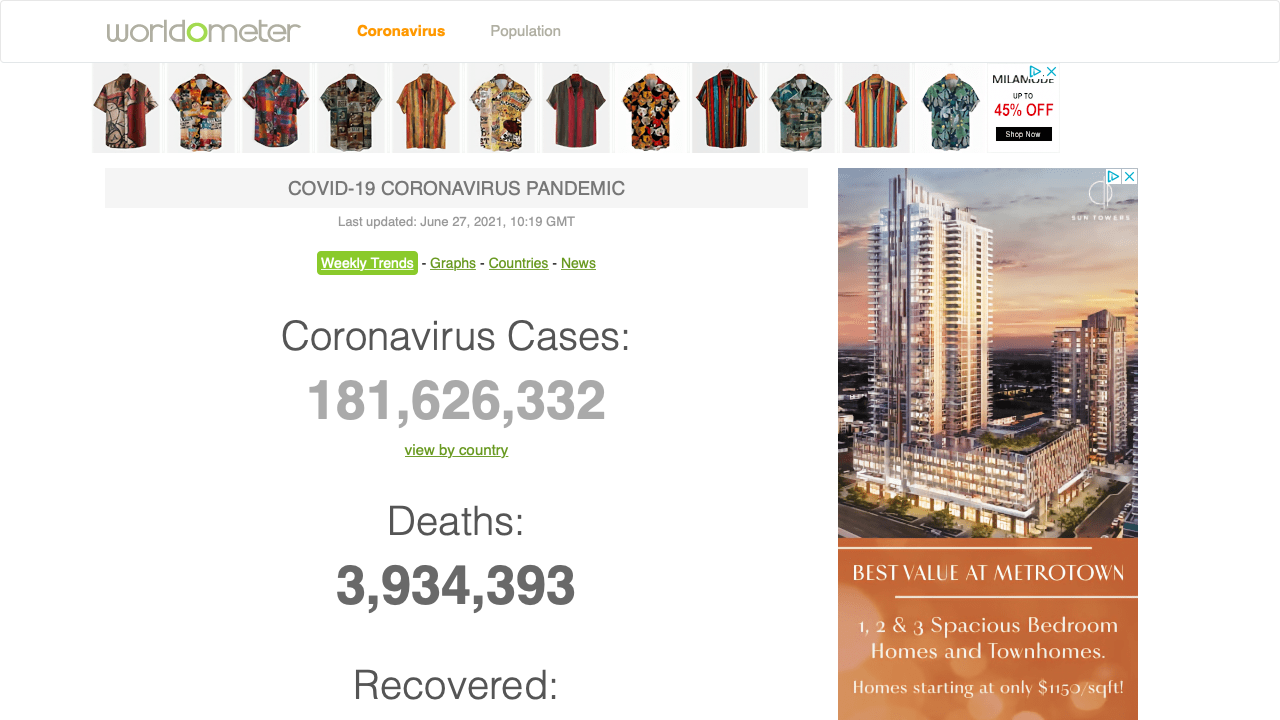 worldometer
Coronavirus
Population
MILAMODE
UP TO
45% OFF
Shop Now
COVID-19 CORONAVIRUS PANDEMIC
Last updated: June 27, 2021, 10:19 GMT
Weekly Trends - Graphs - Countries - News
Coronavirus Cases:
181,626,332
view by country
Deaths:
3,934,393
Recovered:
SUN TOWERS
BEST VALUE AT METROTOWN
1, 2 & 3 Spacious Bedroom
Homes and Townhomes.
Homes starting at only $1150/sqft!